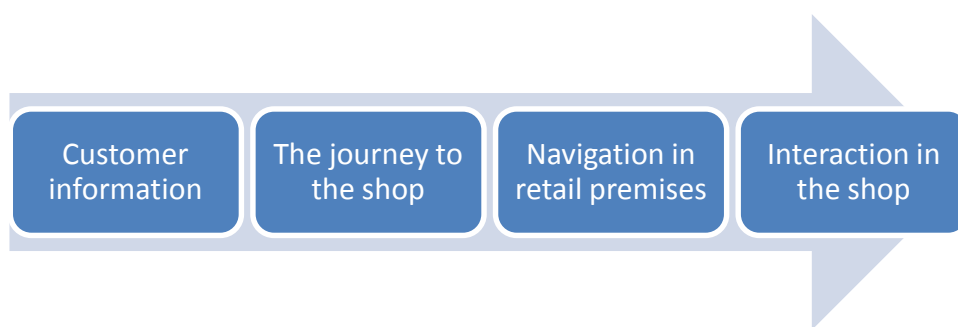 Customer
information
The journey to
the shop
Navigation in
retail premises
Interaction in
the shop